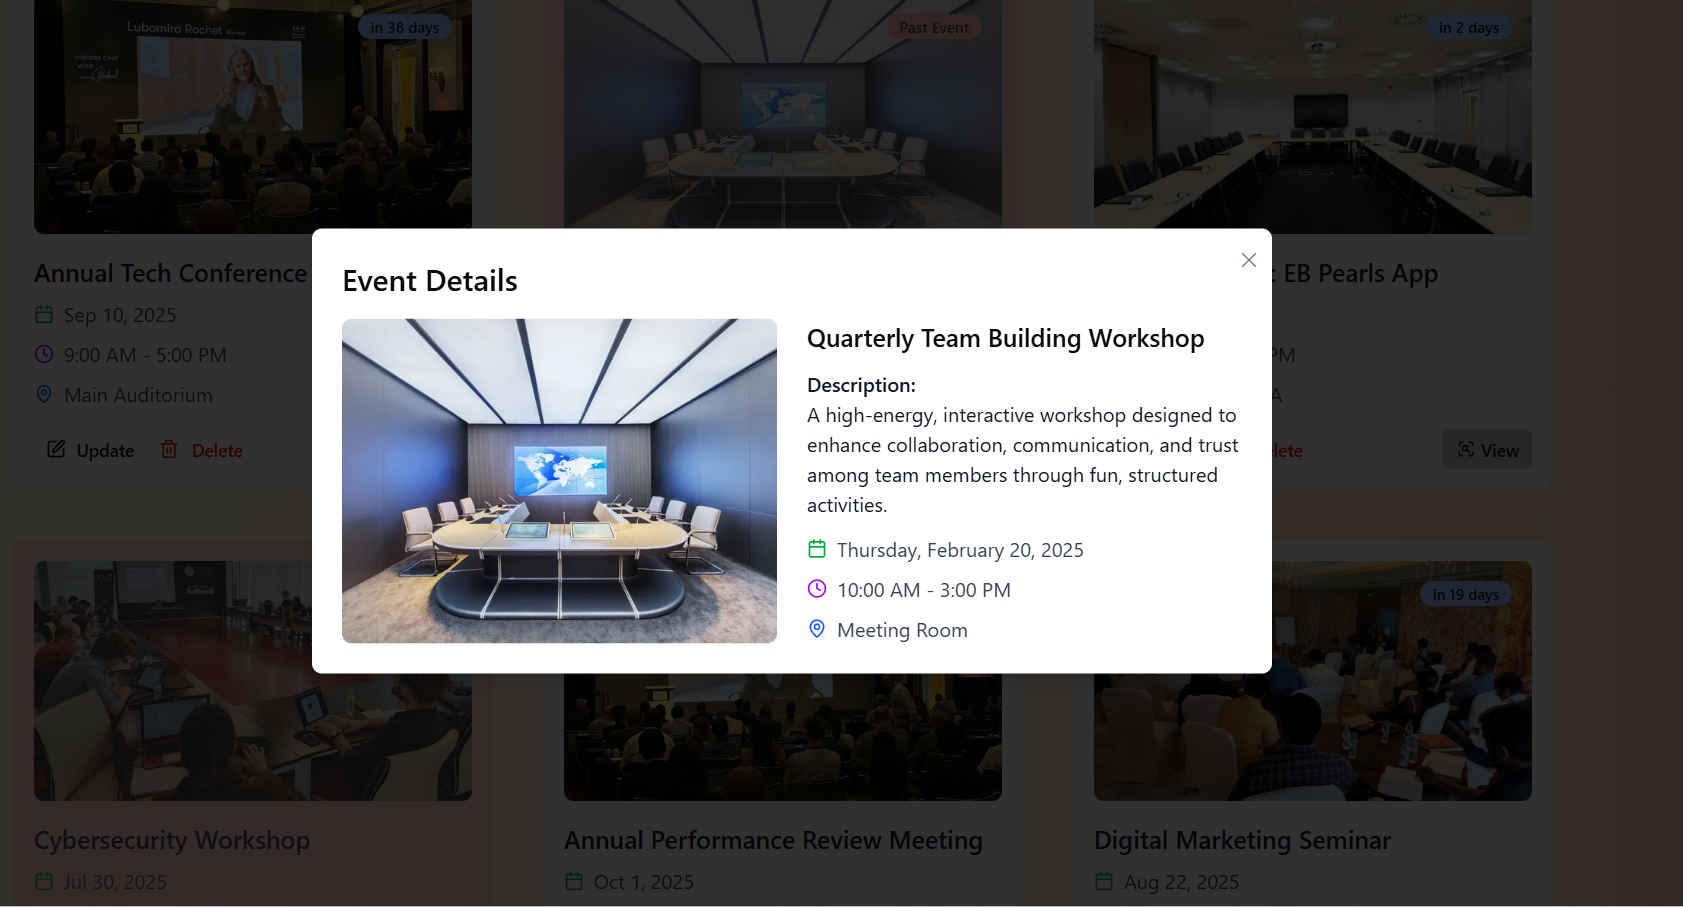 Lubomira Rochet Partner
FIRESIDE CHAT
WITH
in 38 days
Past Event
in 2 days
Annual Tech Conference
Sep 10, 2025
9:00 AM - 5:00 PM
Main Auditorium
Update
Delete
: EB Pearls App
PM
A
lete
View
Event Details
Quarterly Team Building Workshop
Description:
A high-energy, interactive workshop designed to
enhance collaboration, communication, and trust
among team members through fun, structured
activities.
Thursday, February 20, 2025
10:00 AM - 3:00 PM
Meeting Room
in 19 days
Cybersecurity Workshop
Jul 30, 2025
Annual Performance Review Meeting
Oct 1, 2025
Digital Marketing Seminar
Aug 22, 2025